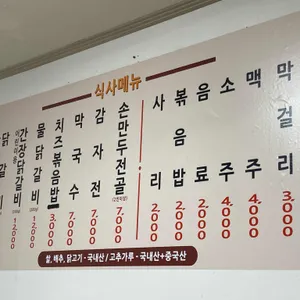 식사메뉴
닭갈비 12,000
간장닭갈비 12,000
물닭갈비 12,000
치즈볶음밥 3,000
막국수 7,000
감자전 7,000
손만두전골 7,000
사리 2,000
볶음밥 2,000
음료 2,000
소주 4,000
맥주 4,000
막걸리 3,000
쌀, 배추, 닭고기 - 국내산 / 고추가루 - 국내산+중국산